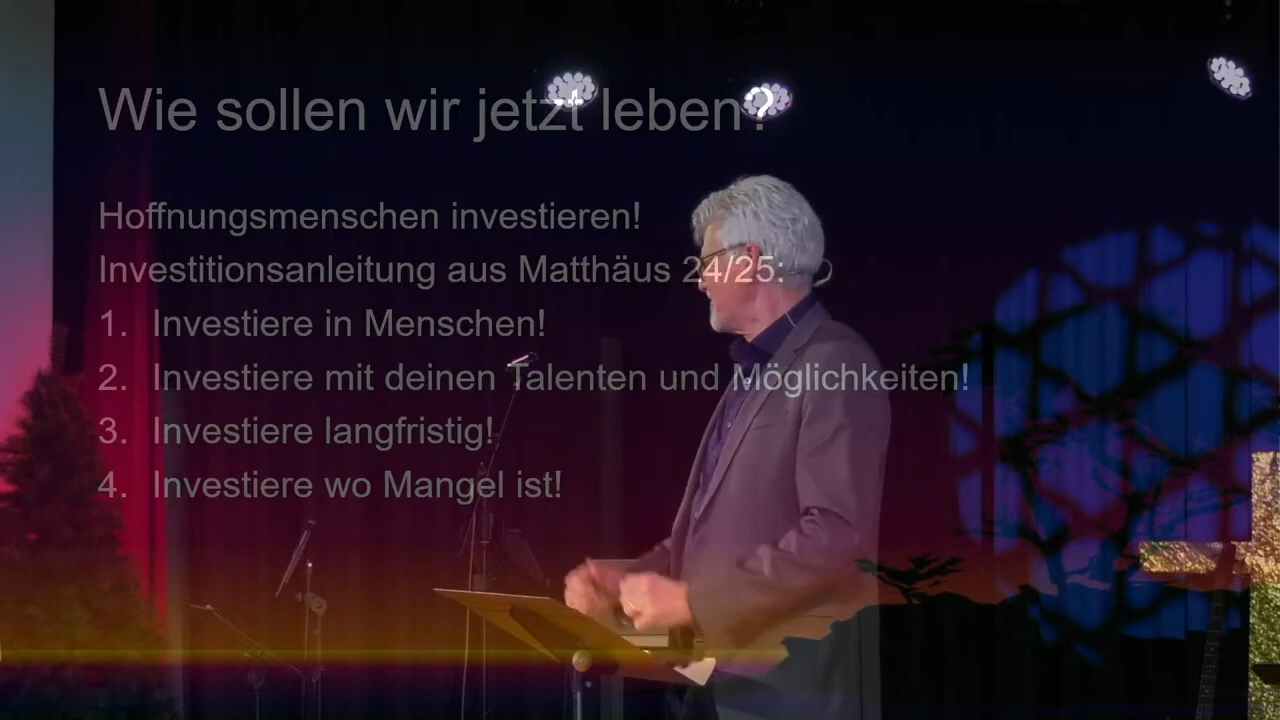 Wie sollen wir jetzt leben?
Hoffnungsmenschen investieren!
Investitionsanleitung aus Matthäus 24/25:
1. Investiere in Menschen!
2. Investiere mit deinen Talenten und Möglichkeiten!
3. Investiere langfristig!
4. Investiere wo Mangel ist!